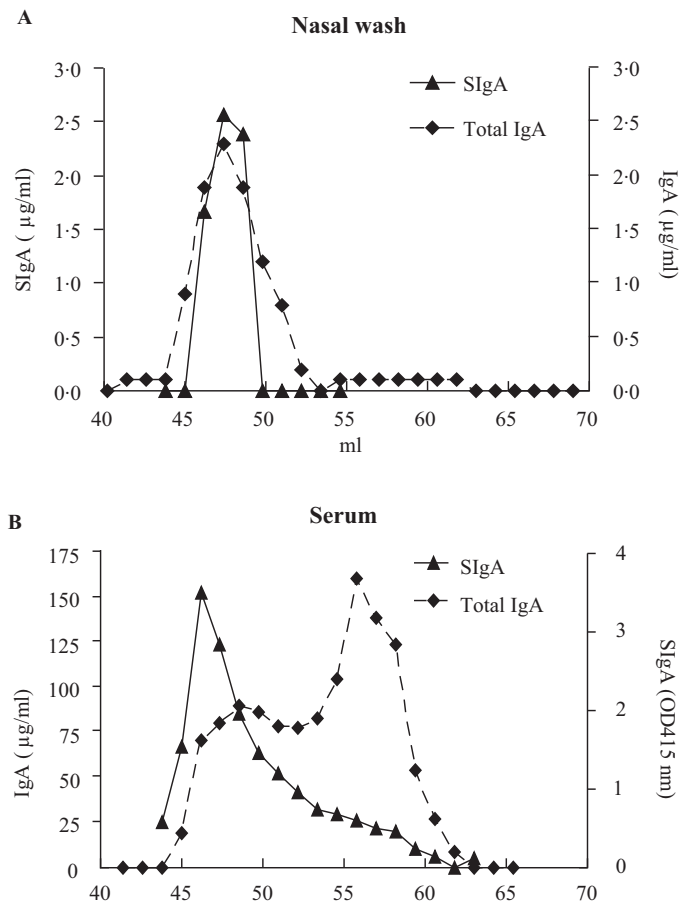 A
Nasal wash
3·0
2·5
2·0
1·5
1·0
0·5
0·0
SIgA ( µg/ml)
3·0
2·5
2·0
1·5
1·0
0·5
0·0
IgA ( µg/ml)
SIgA
Total IgA
40 45 50 55 60 65 70
ml
B
Serum
175
150
125
100
75
50
25
0
IgA ( µg/ml)
4
3
2
1
0
SIgA (OD415 nm)
SIgA
Total IgA
40 45 50 55 60 65 70